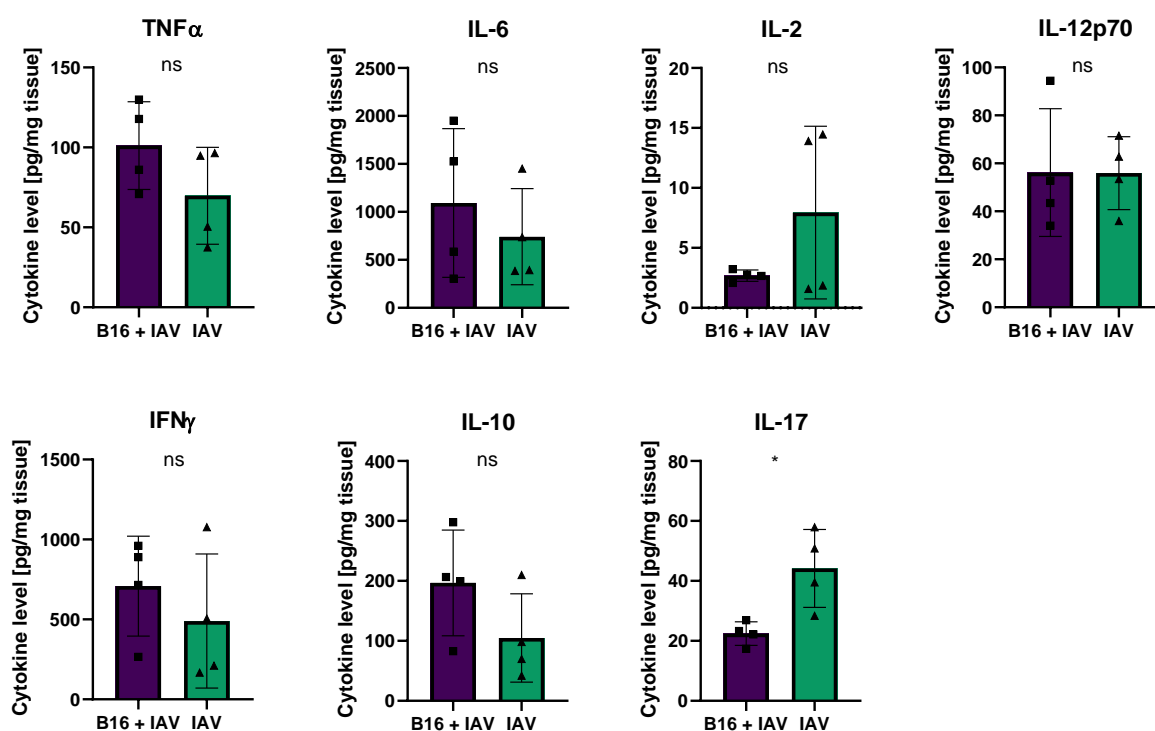 TNFα
ns
Cytokine level [pg/mg tissue]
150
100
50
0
B16 + IAV IAV
IL-6
ns
Cytokine level [pg/mg tissue]
2500
2000
1500
1000
500
0
B16 + IAV IAV
IL-2
ns
Cytokine level [pg/mg tissue]
20
15
10
5
0
B16 + IAV IAV
IL-12p70
ns
Cytokine level [pg/mg tissue]
100
80
60
40
20
0
B16 + IAV IAV
IFNγ
ns
Cytokine level [pg/mg tissue]
1500
1000
500
0
B16 + IAV IAV
IL-10
ns
Cytokine level [pg/mg tissue]
400
300
200
100
0
B16 + IAV IAV
IL-17
*
Cytokine level [pg/mg tissue]
80
60
40
20
0
B16 + IAV IAV